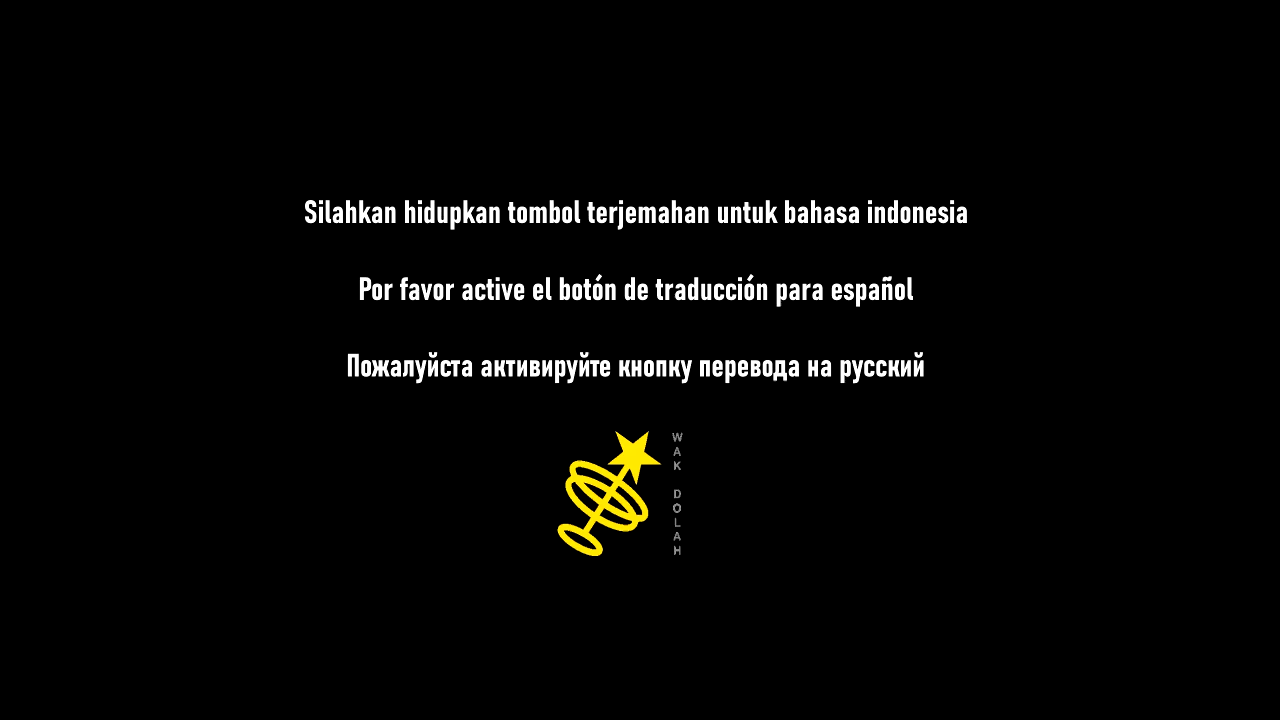 Silahkan hidupkan tombol terjemahan untuk bahasa indonesia
Por favor active el botón de traducción para español
Пожалуйста активируйте кнопку перевода на русский
WAK DOLAH